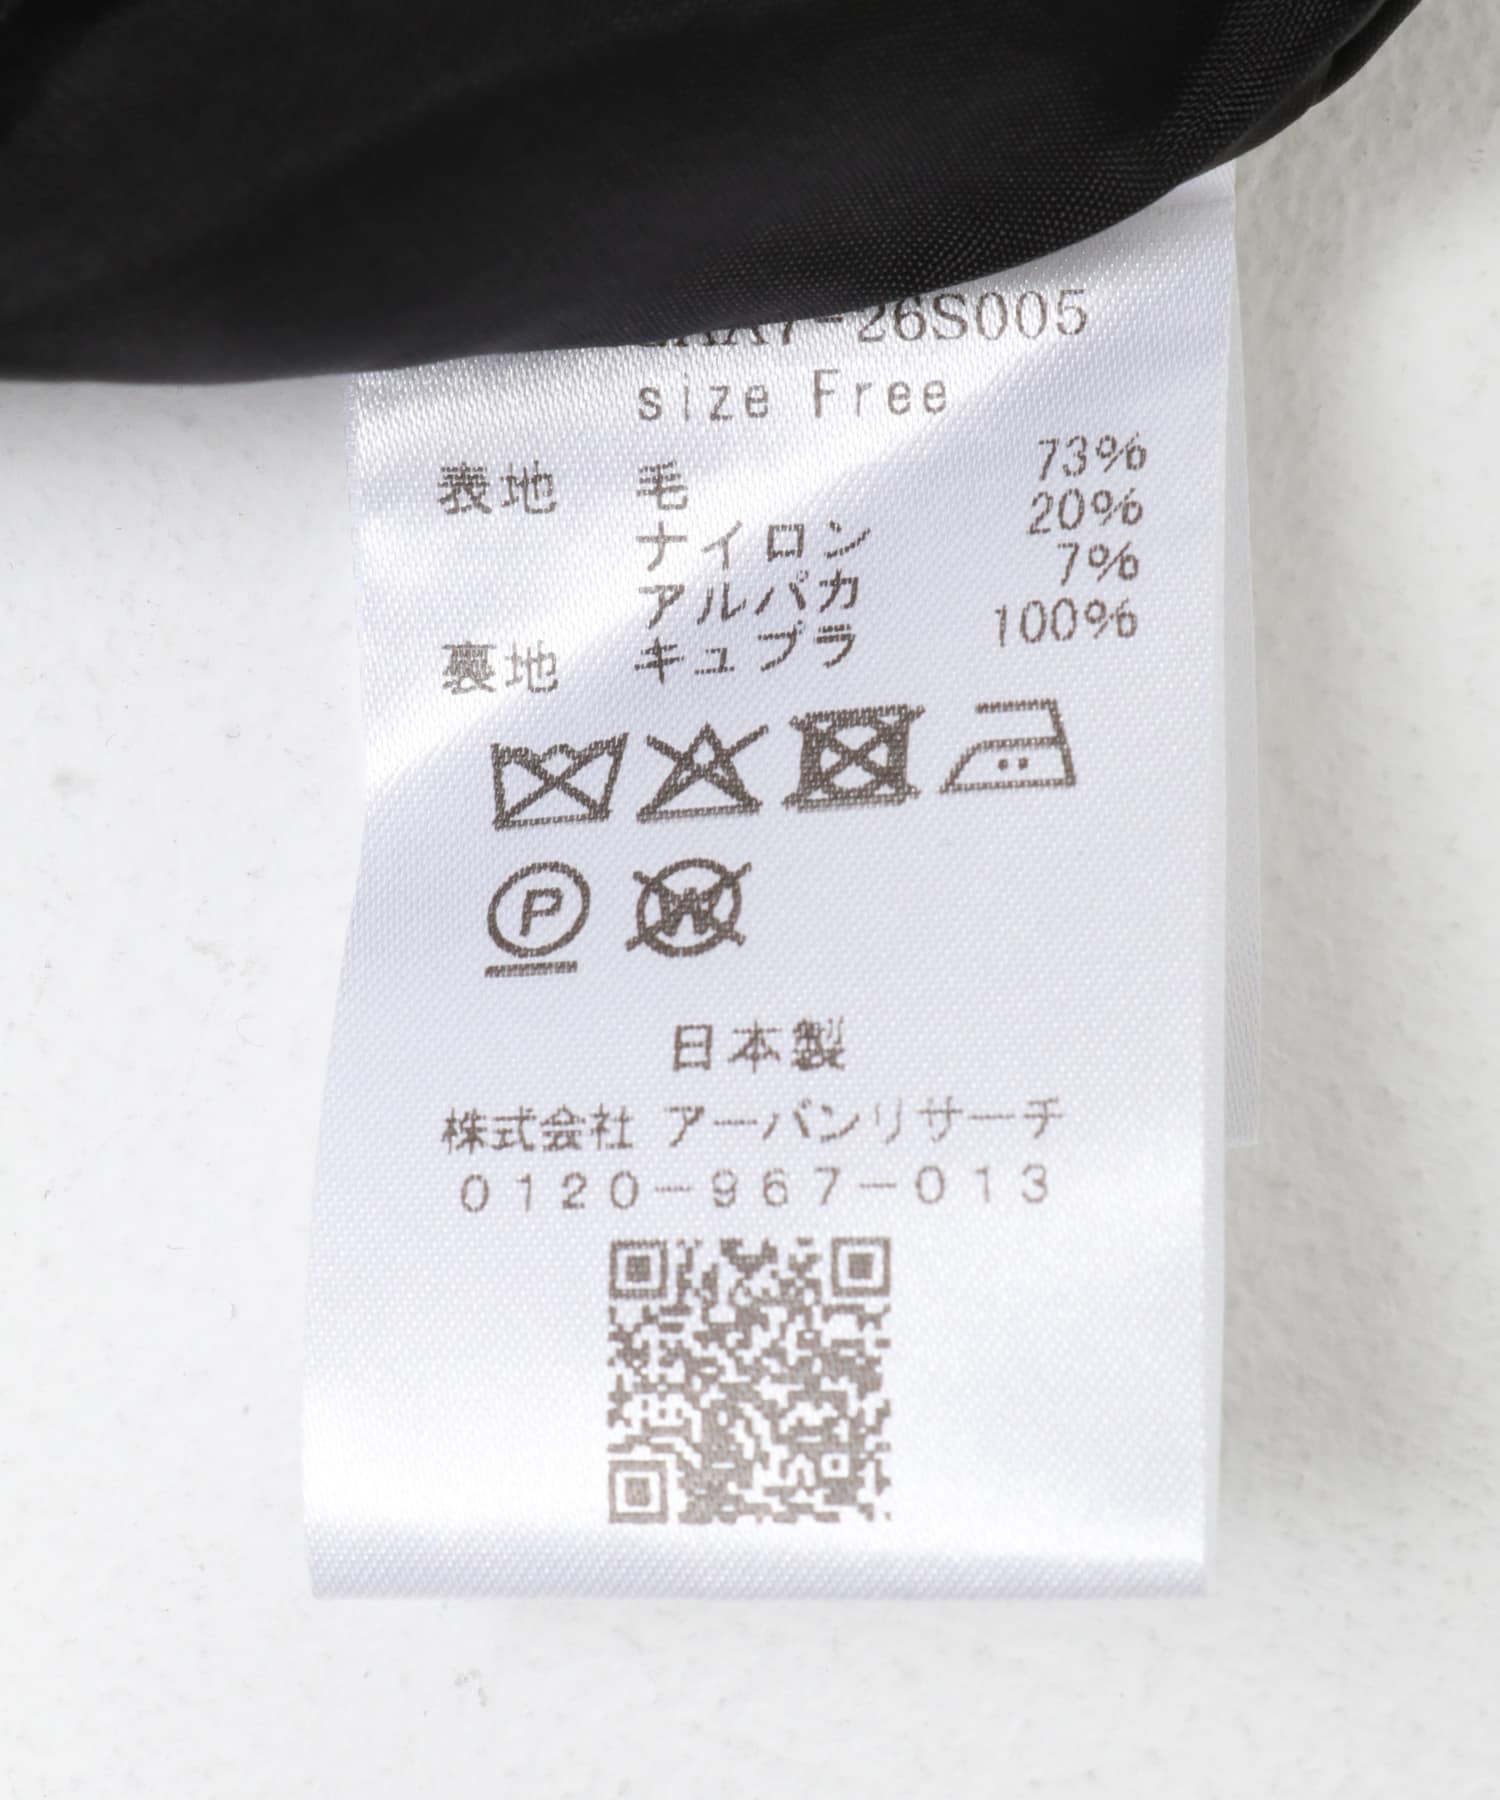 -26S005
size Free
表地 毛 73%
ナイロン 20%
アルパカ 7%
裏地 キュプラ 100%
P W
日本製
株式会社 アーバンリサーチ
0120-967-013